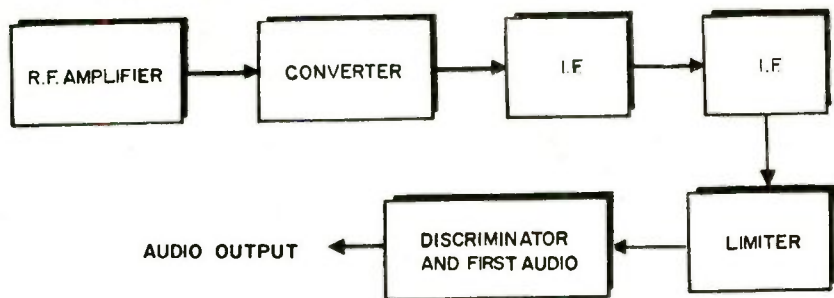 R.F. AMPLIFIER
CONVERTER
I.F.
I.F.
LIMITER
DISCRIMINATOR
AND FIRST AUDIO
AUDIO OUTPUT